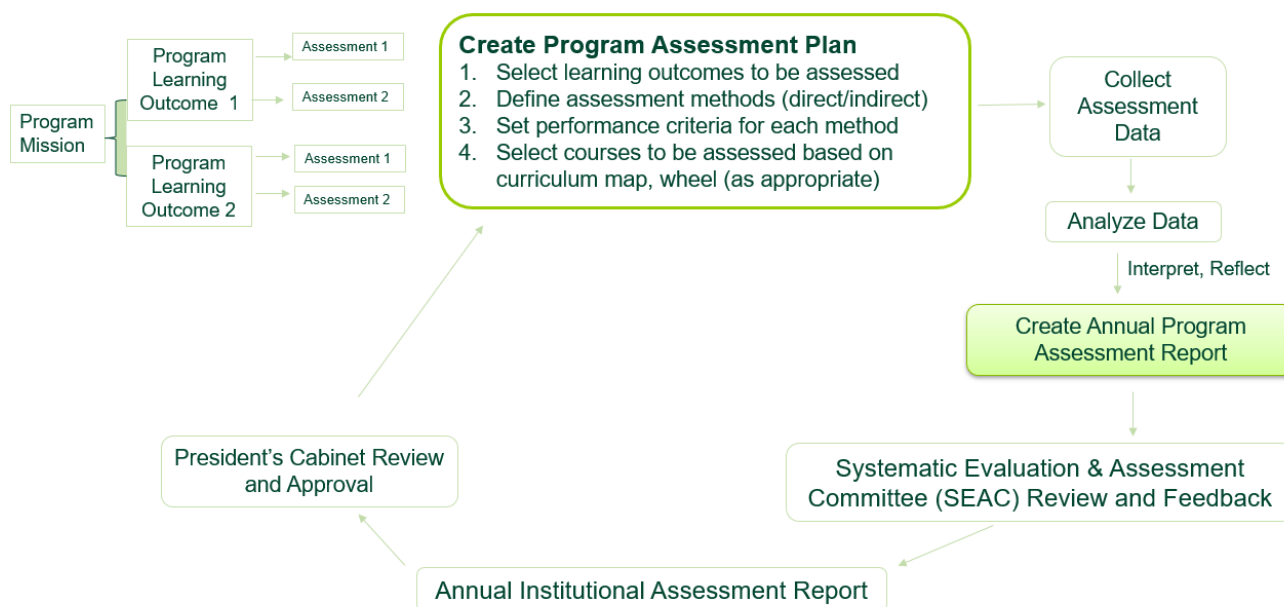 Program
Mission
Program
Learning
Outcome 1
Assessment 1
Assessment 2
Program
Learning
Outcome 2
Assessment 1
Assessment 2
Create Program Assessment Plan
1. Select learning outcomes to be assessed
2. Define assessment methods (direct/indirect)
3. Set performance criteria for each method
4. Select courses to be assessed based on
curriculum map, wheel (as appropriate)
Collect
Assessment
Data
Analyze Data
Interpret, Reflect
Create Annual Program
Assessment Report
Systematic Evaluation & Assessment
Committee (SEAC) Review and Feedback
Annual Institutional Assessment Report
President’s Cabinet Review
and Approval